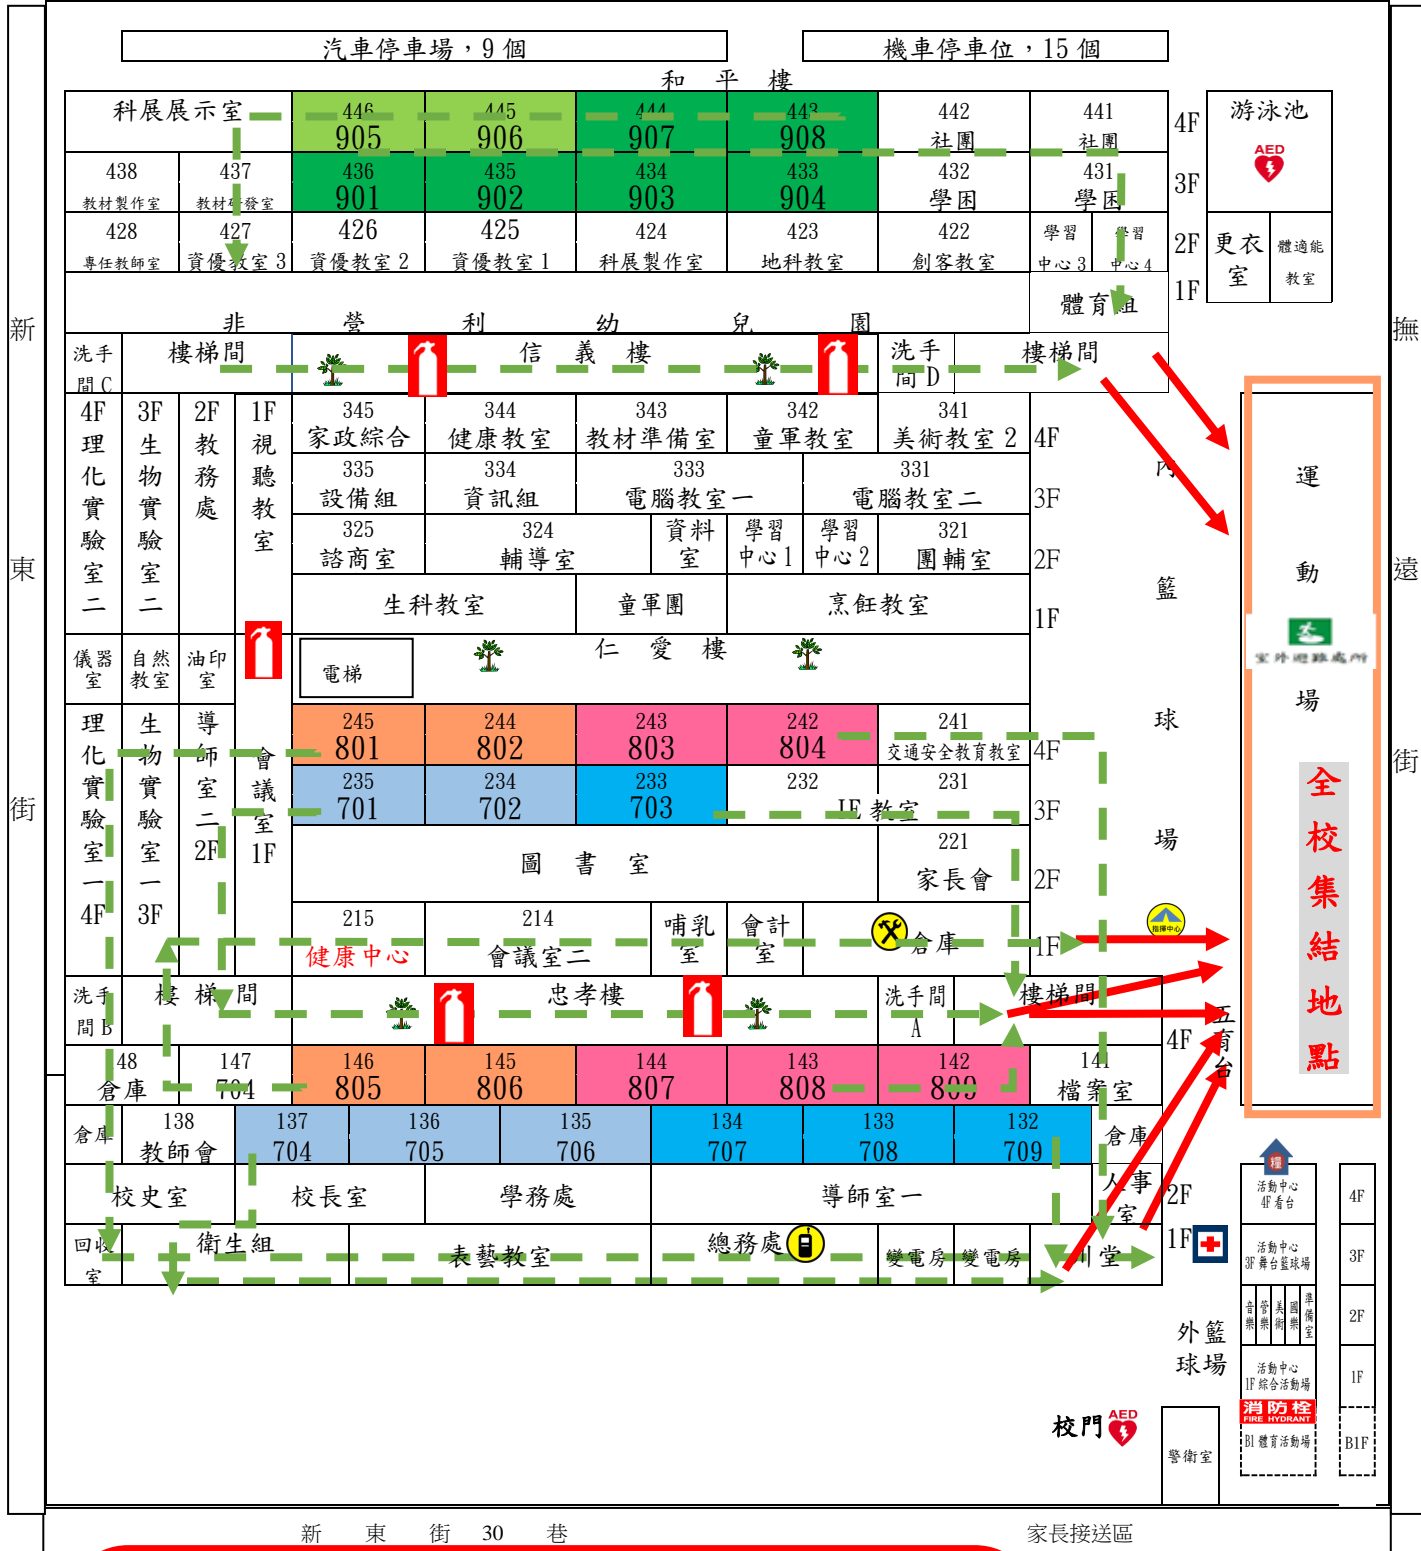 汽車停車場，9 個
機車停車位，15 個
和 平 樓
科展展示室
446
905
445
906
444
907
443
908
442
社團
441
社團
4F
438
教材製作室
437
教材研發室
436
901
435
902
434
903
433
904
432
學困
431
學困
3F
428
專任教師室
427
資優教室 3
426
資優教室 2
425
資優教室 1
424
科展製作室
423
地科教室
422
創客教室
學習
中心 3
學習
中心 4
2F
非 營 利 幼 兒 園
體育組
1F
游泳池
AED
更衣
室
體適能
教室
洗手
間 C
樓梯間
信 義 樓
洗手
間 D
樓梯間
4F
理化實驗室二
3F
生物實驗室二
2F
教務處
1F
視聽教室
345
家政綜合
344
健康教室
343
教材準備室
342
童軍教室
341
美術教室 2
4F
335
設備組
334
資訊組
333
電腦教室一
331
電腦教室二
3F
325
諮商室
324
輔導室
資料
室
學習
中心 1
學習
中心 2
321
團輔室
2F
生科教室
童軍團
烹飪教室
1F
儀器
室
自然
教室
油印
室
電梯
仁 愛 樓
理化實驗室一
4F
生物實驗室一
3F
導師室二
2F
會議室
1F
245
801
244
802
243
803
242
804
241
交通安全教育教室
4F
235
701
234
702
233
703
232
231
IE 教室
3F
圖 書 室
221
家長會
2F
215
健康中心
214
會議室二
哺乳
室
會計
室
倉庫
1F
洗手
間 B
樓 梯 間
忠孝樓
洗手間
A
樓梯間
48
倉庫
147
704
146
805
145
806
144
807
143
808
142
809
141
檔案室
4F
倉庫
138
教師會
137
704
136
705
135
706
134
707
133
708
132
709
倉庫
校史室
校長室
學務處
導師室一
人事
室
2F
回收
室
衛生組
表藝教室
總務處
變電房
變電房
川堂
1F
內籃球場
指揮中心
運動場
室外避難處所
全校集結地點
五育台
糧
活動中心
4F 看台
4F
活動中心
3F 舞台籃球場
3F
音樂
管樂
美術
國樂
準備室
2F
活動中心
1F 綜合活動場
1F
消防栓
FIRE HYDRANT
B1 體育活動場
B1F
外籃
球場
校門
AED
警衛室
新東街
撫遠街
新 東 街 30 巷
家長接送區